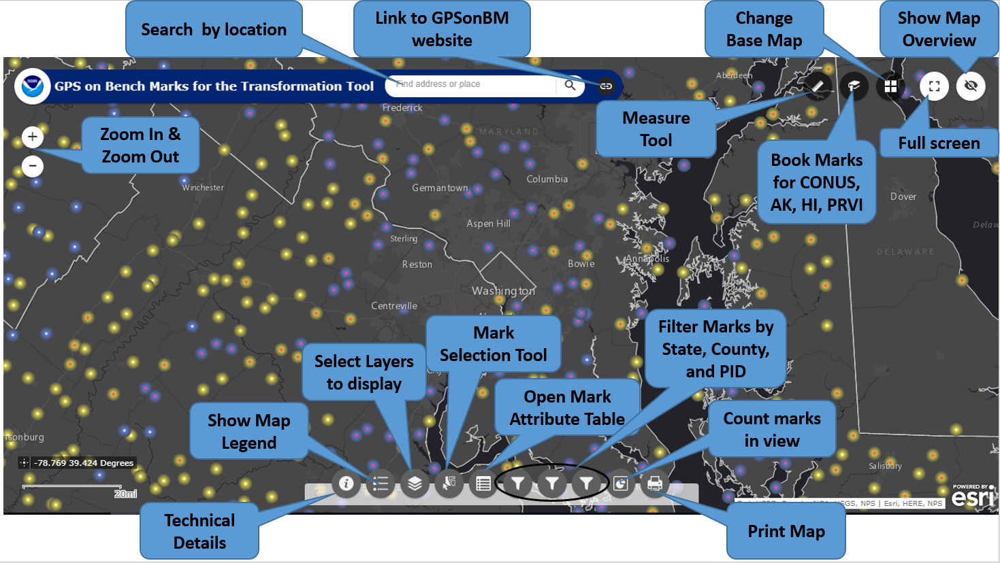 Search by location
Link to GPSonBM
website
Change
Base Map
Show Map
Overview
NOAA
GPS on Bench Marks for the Transformation Tool
Find address or place
Aberdeen
Frederick
MARYLAND
Measure
Tool
Zoom In &
Zoom Out
+
−
Full screen
Book Marks
for CONUS,
AK, HI, PRVI
Winchester
Germantown
Columbia
Dover
Aspen Hill
Sterling
Reston
Bowie
Annapolis
DELAWARE
Washington
Centreville
Mark
Selection Tool
Filter Marks by
State, County,
and PID
Select Layers
to display
Open Mark
Attribute Table
Show Map
Legend
Count marks
in view
risonburg
-78.769 39.424 Degrees
Salisbury
20mi
POWERED BY
esri
USGS, NPS | Esri, HERE, NPS
Technical
Details
Print Map